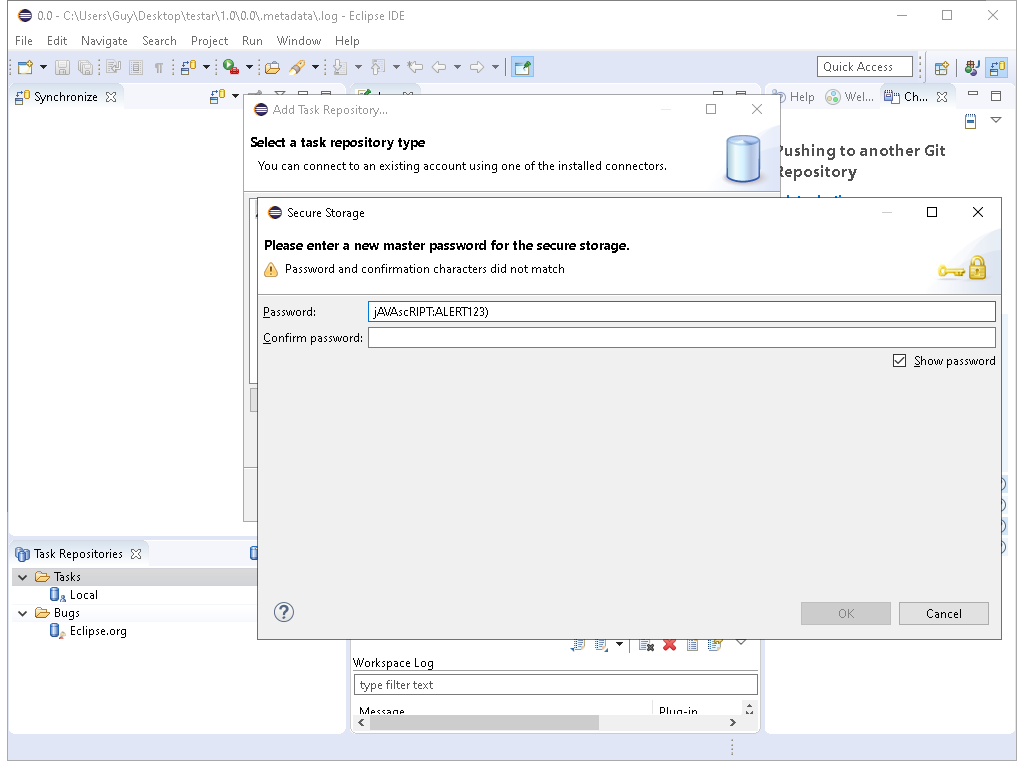 0.0 - C:\Users\Guy\Desktop\testar\1.0\0.0\.metadata\.log - Eclipse IDE
File Edit Navigate Search Project Run Window Help
Quick Access
Synchronize
Help Wel... Ch...
Add Task Repository...
Select a task repository type
You can connect to an existing account using one of the installed connectors.
Pushing to another Git
Repository
Secure Storage
Please enter a new master password for the secure storage.
Password and confirmation characters did not match
Password: jAVAscRIPT:ALERT123)
Confirm password:
Show password
OK Cancel
Task Repositories
Tasks
Local
Bugs
Eclipse.org
Workspace Log
type filter text
Message Plug-in